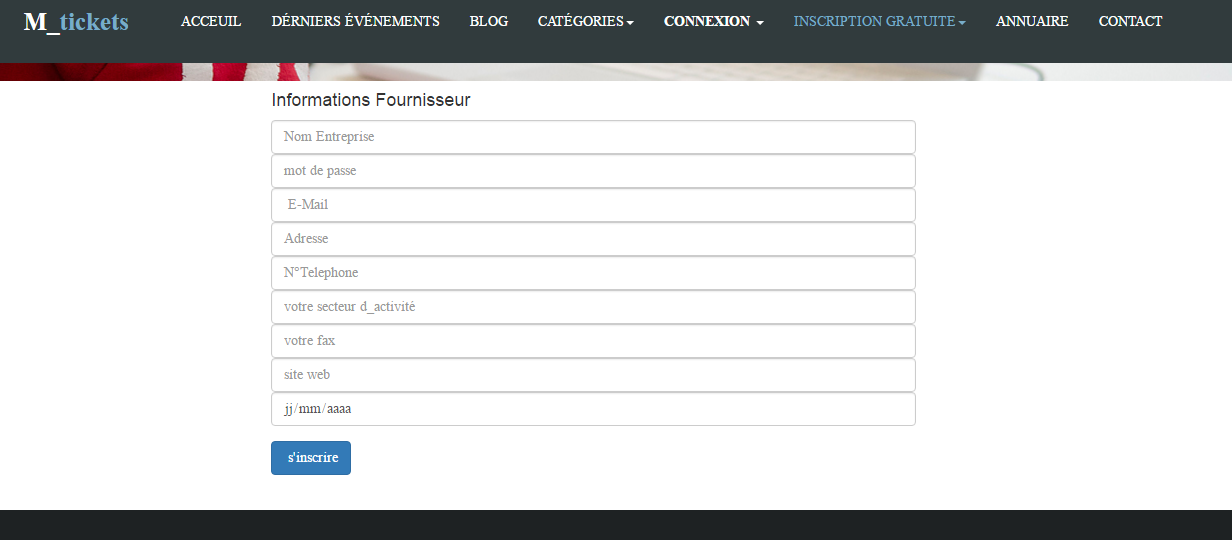 M_tickets ACCEUIL DÉRNIERS ÉVÉNEMENTS BLOG CATÉGORIES CONNEXION INSCRIPTION GRATUITE ANNUAIRE CONTACT
Informations Fournisseur
Nom Entreprise
mot de passe
E-Mail
Adresse
N°Telephone
votre secteur d_activité
votre fax
site web
jj/mm/aaaa
s'inscrire